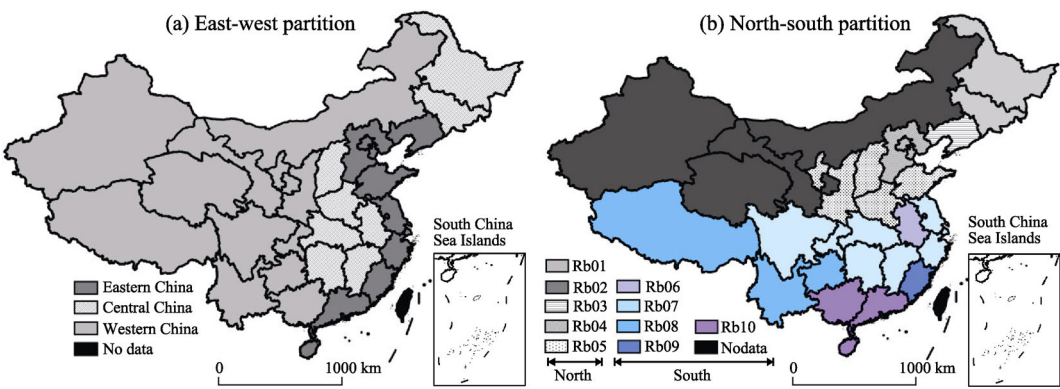 (a) East-west partition
South China
Sea Islands
Eastern China
Central China
Western China
No data
0 1000 km
(b) North-south partition
South China
Sea Islands
Rb01
Rb02
Rb03
Rb04
Rb05
Rb06
Rb07
Rb08
Rb09
Rb10
Nodata
North
South
0 1000 km